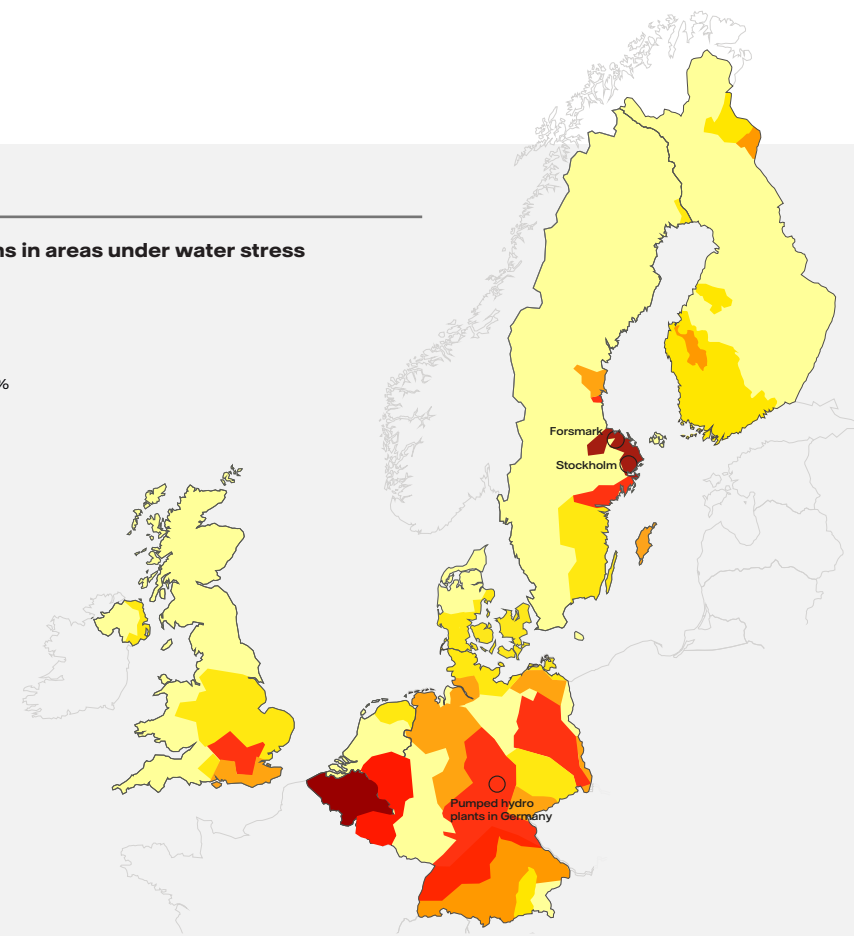 ns in areas under water stress
%
Forsmark
Stockholm
Pumped hydro
plants in Germany